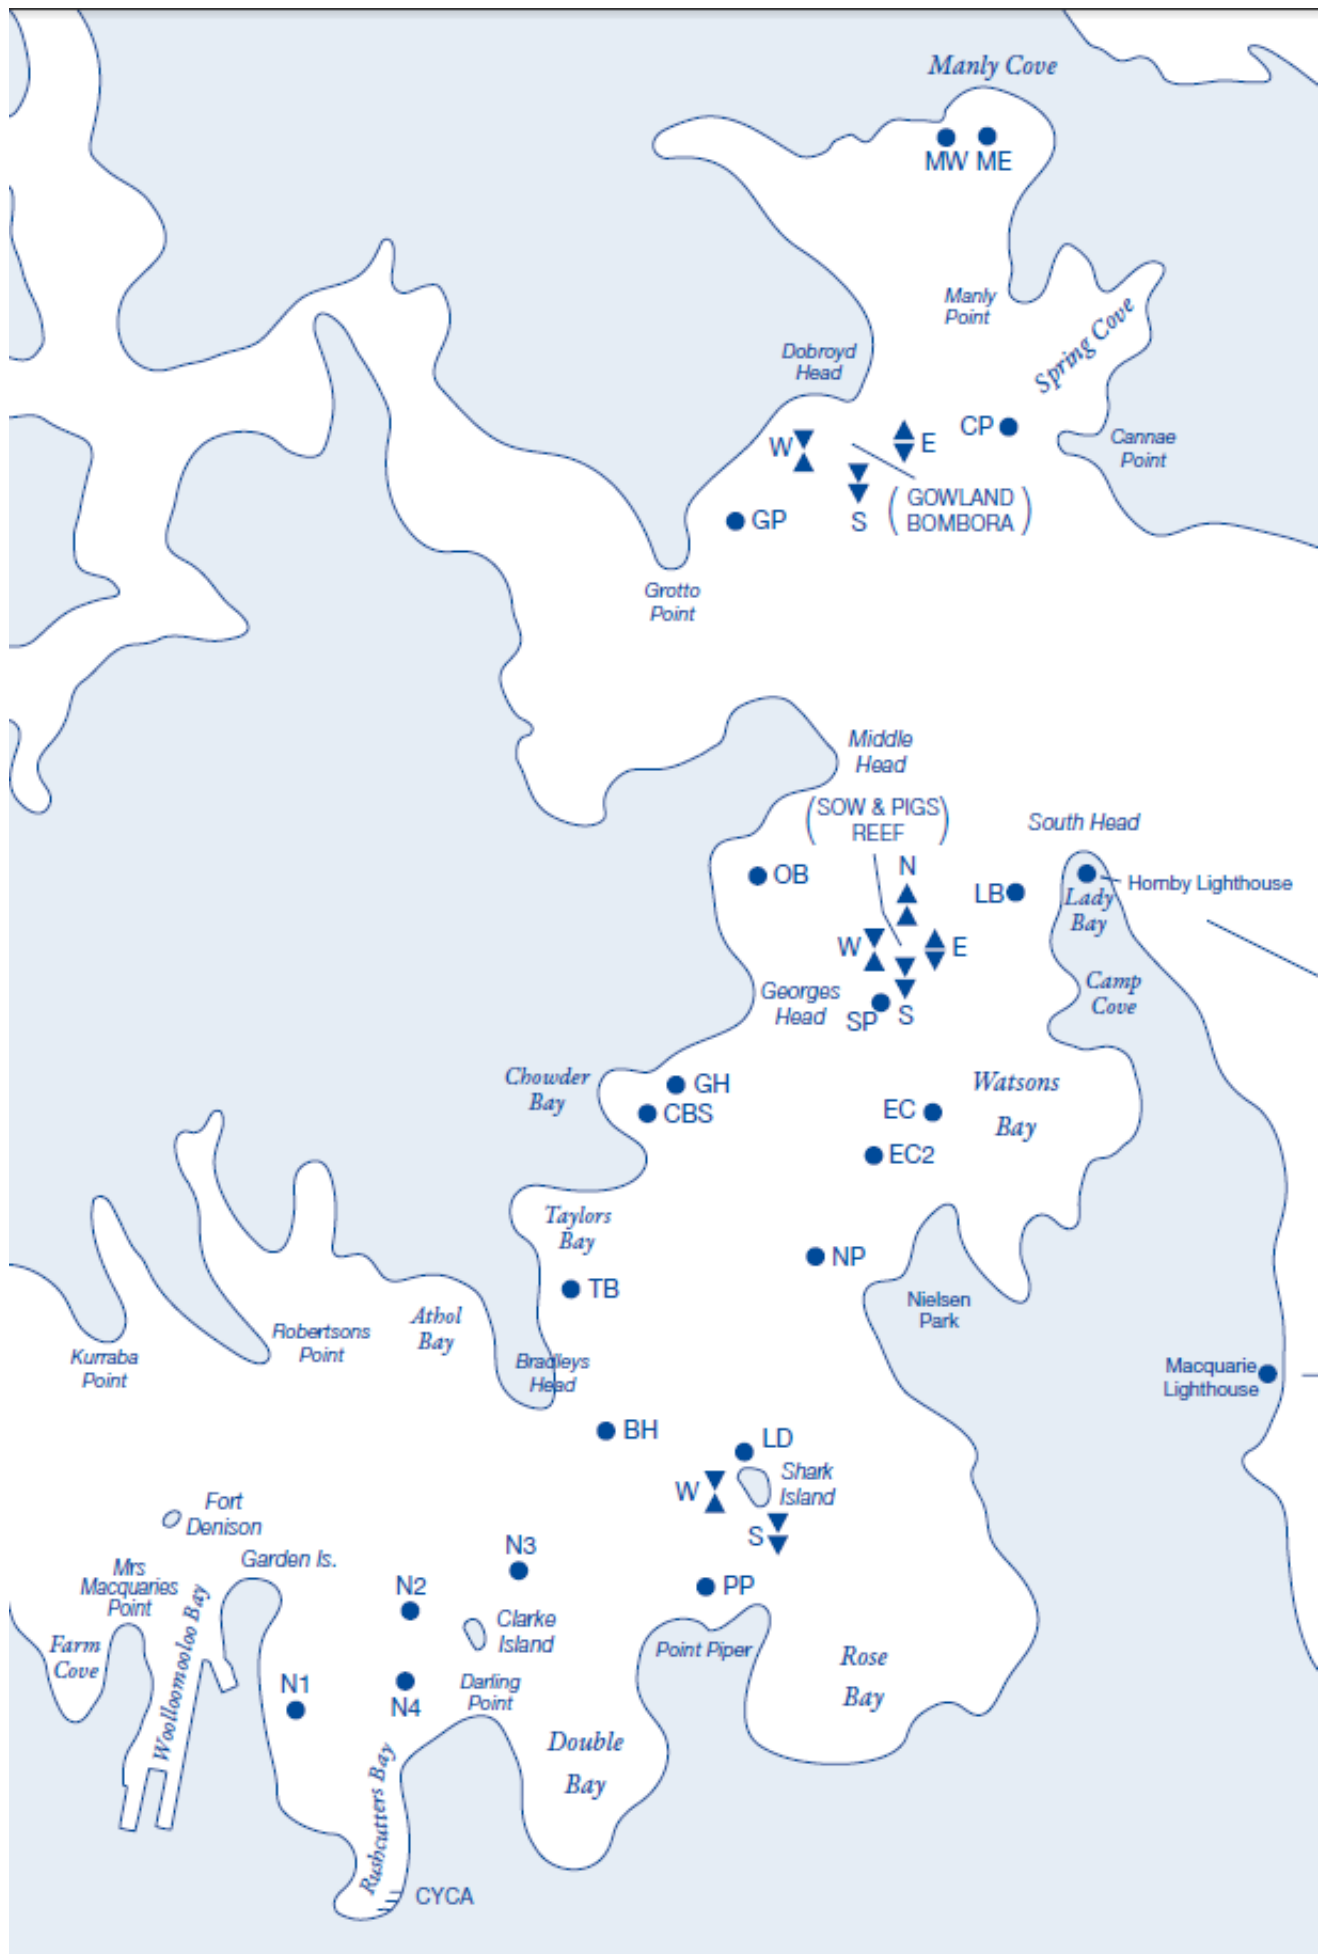 Manly Cove
MW ME
Manly
Point
Spring Cove
Dobroyd
Head
CP
W
E
Cannae
Point
(GOWLAND
BOMBORA)
S
GP
Grotto
Point
Middle
Head
(SOW & PIGS)
REEF
South Head
N
OB
LB
Hornby Lighthouse
Lady
Bay
W
E
Camp
Cove
Georges
Head
SP
S
Chowder
Bay
GH
CBS
Watsons
Bay
EC
EC2
Taylors
Bay
NP
TB
Nielsen
Park
Athol
Bay
Robertsons
Point
Kurraba
Point
Bradleys
Head
Macquarie
Lighthouse
BH
LD
Shark
Island
W
S
Fort
Denison
Garden Is.
N3
Mrs
Macquaries
Point
N2
PP
Woolloomooloo Bay
Clarke
Island
Farm
Cove
Point Piper
Rose
Bay
N1
N4
Darling
Point
Double
Bay
Rushcutters Bay
CYCA